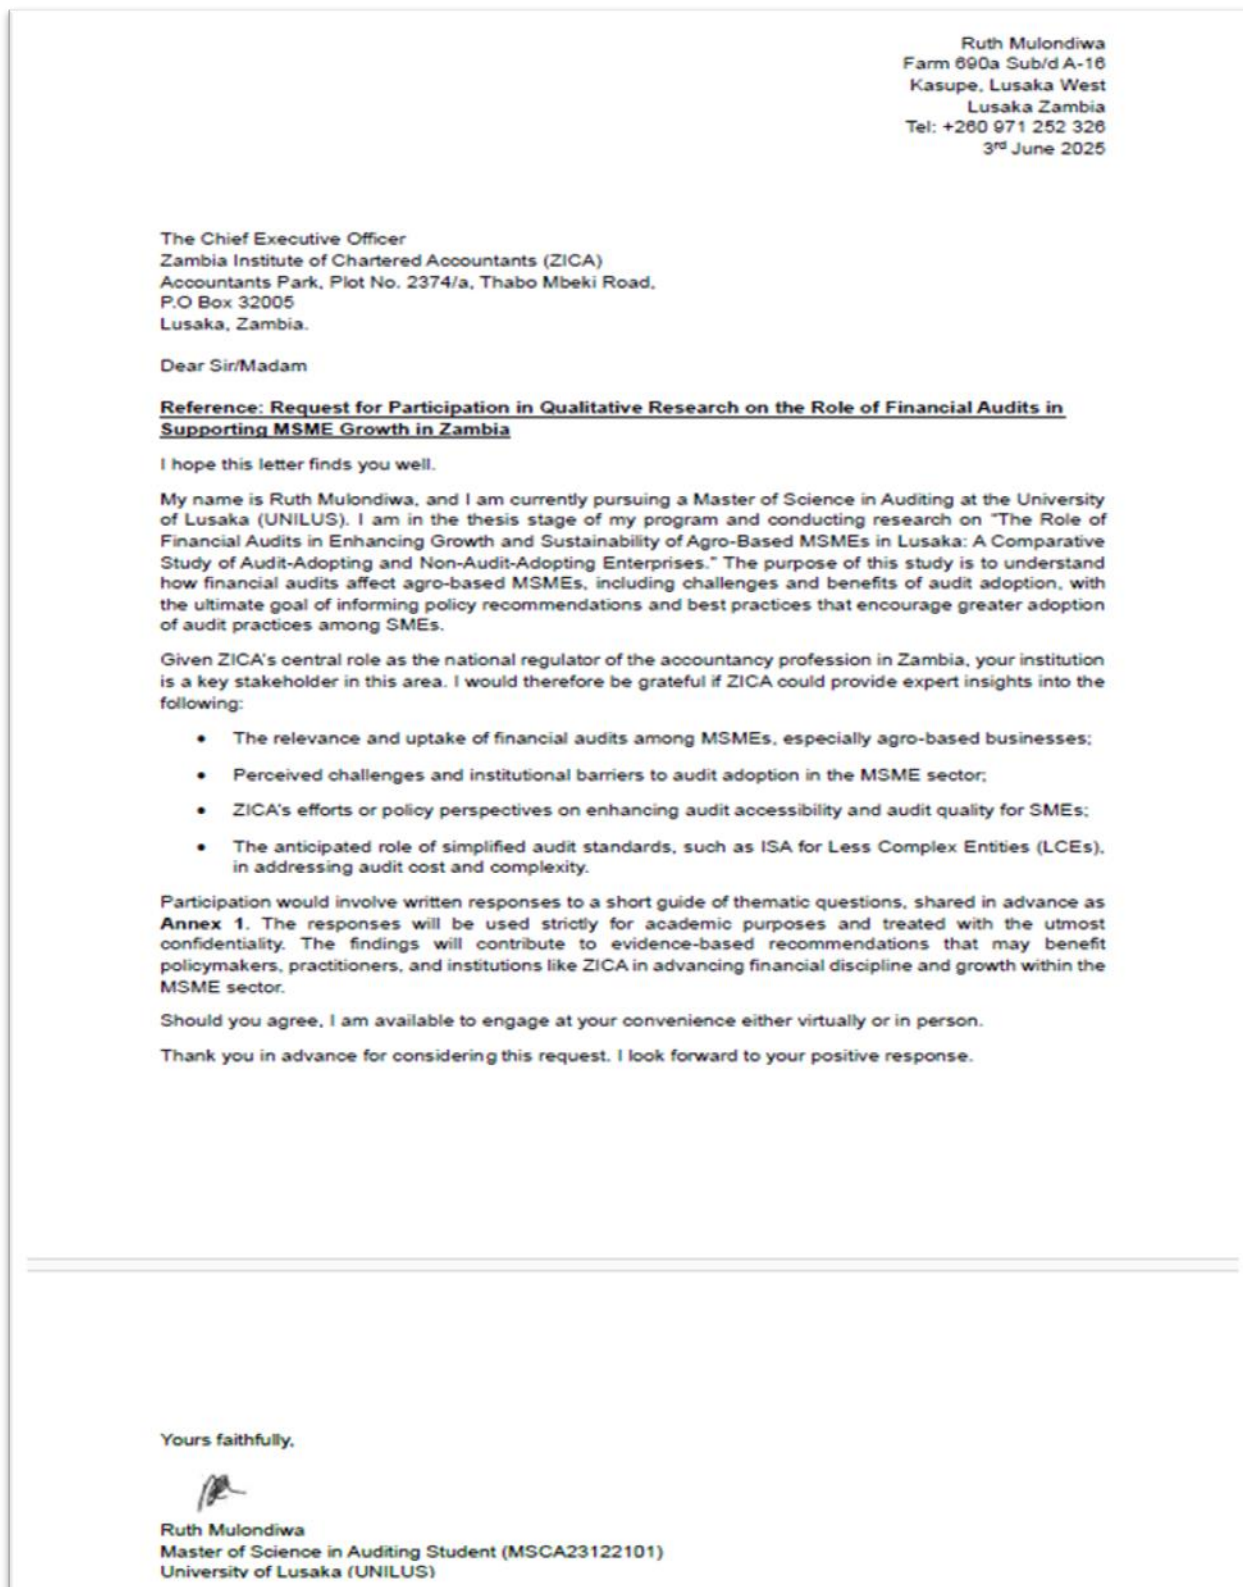 Ruth Mulondiwa
Farm 690a Sub/d A-16
Kasupe, Lusaka West
Lusaka Zambia
Tel: +260 971 252 326
3rd June 2025
The Chief Executive Officer
Zambia Institute of Chartered Accountants (ZICA)
Accountants Park, Plot No. 2374/a, Thabo Mbeki Road,
P.O Box 32005
Lusaka, Zambia.
Dear Sir/Madam
Reference: Request for Participation in Qualitative Research on the Role of Financial Audits in
Supporting MSME Growth in Zambia
I hope this letter finds you well.
My name is Ruth Mulondiwa, and I am currently pursuing a Master of Science in Auditing at the University
of Lusaka (UNILUS). I am in the thesis stage of my program and conducting research on "The Role of
Financial Audits in Enhancing Growth and Sustainability of Agro-Based MSMEs in Lusaka: A Comparative
Study of Audit-Adopting and Non-Audit-Adopting Enterprises." The purpose of this study is to understand
how financial audits affect agro-based MSMEs, including challenges and benefits of audit adoption, with
the ultimate goal of informing policy recommendations and best practices that encourage greater adoption
of audit practices among SMEs.
Given ZICA's central role as the national regulator of the accountancy profession in Zambia, your institution
is a key stakeholder in this area. I would therefore be grateful if ZICA could provide expert insights into the
following:
• The relevance and uptake of financial audits among MSMEs, especially agro-based businesses;
• Perceived challenges and institutional barriers to audit adoption in the MSME sector;
• ZICA's efforts or policy perspectives on enhancing audit accessibility and audit quality for SMEs;
• The anticipated role of simplified audit standards, such as ISA for Less Complex Entities (LCEs),
in addressing audit cost and complexity.
Participation would involve written responses to a short guide of thematic questions, shared in advance as
Annex 1. The responses will be used strictly for academic purposes and treated with the utmost
confidentiality. The findings will contribute to evidence-based recommendations that may benefit
policymakers, practitioners, and institutions like ZICA in advancing financial discipline and growth within the
MSME sector.
Should you agree, I am available to engage at your convenience either virtually or in person.
Thank you in advance for considering this request. I look forward to your positive response.
Yours faithfully,
Ruth Mulondiwa
Master of Science in Auditing Student (MSCA23122101)
University of Lusaka (UNILUS)